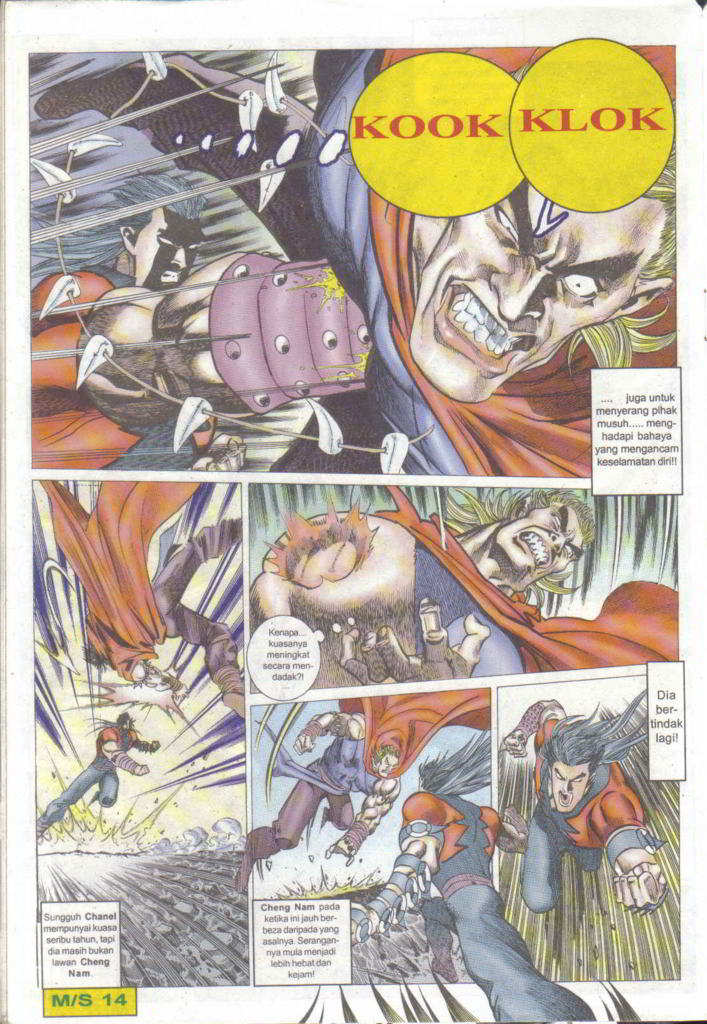 KOOK
KLOK
...., juga untuk
menyerang pihak
musuh..... meng-
hadapi bahaya
yang mengancam
keselamatan diri!!
Kenapa...
kuasanya
meningkat
secara men-
dadak?!
Dia
ber-
tindak
lagi!
Sungguh Chanel
mempunyai kuasa
seribu tahun, tapi
dia masih bukan
lawan Cheng
Nam.
Cheng Nam pada
ketika ini jauh ber-
beza daripada yang
asalnya. Serangan-
nya mula menjadi
lebih hebat dan
kejam!
M/S 14